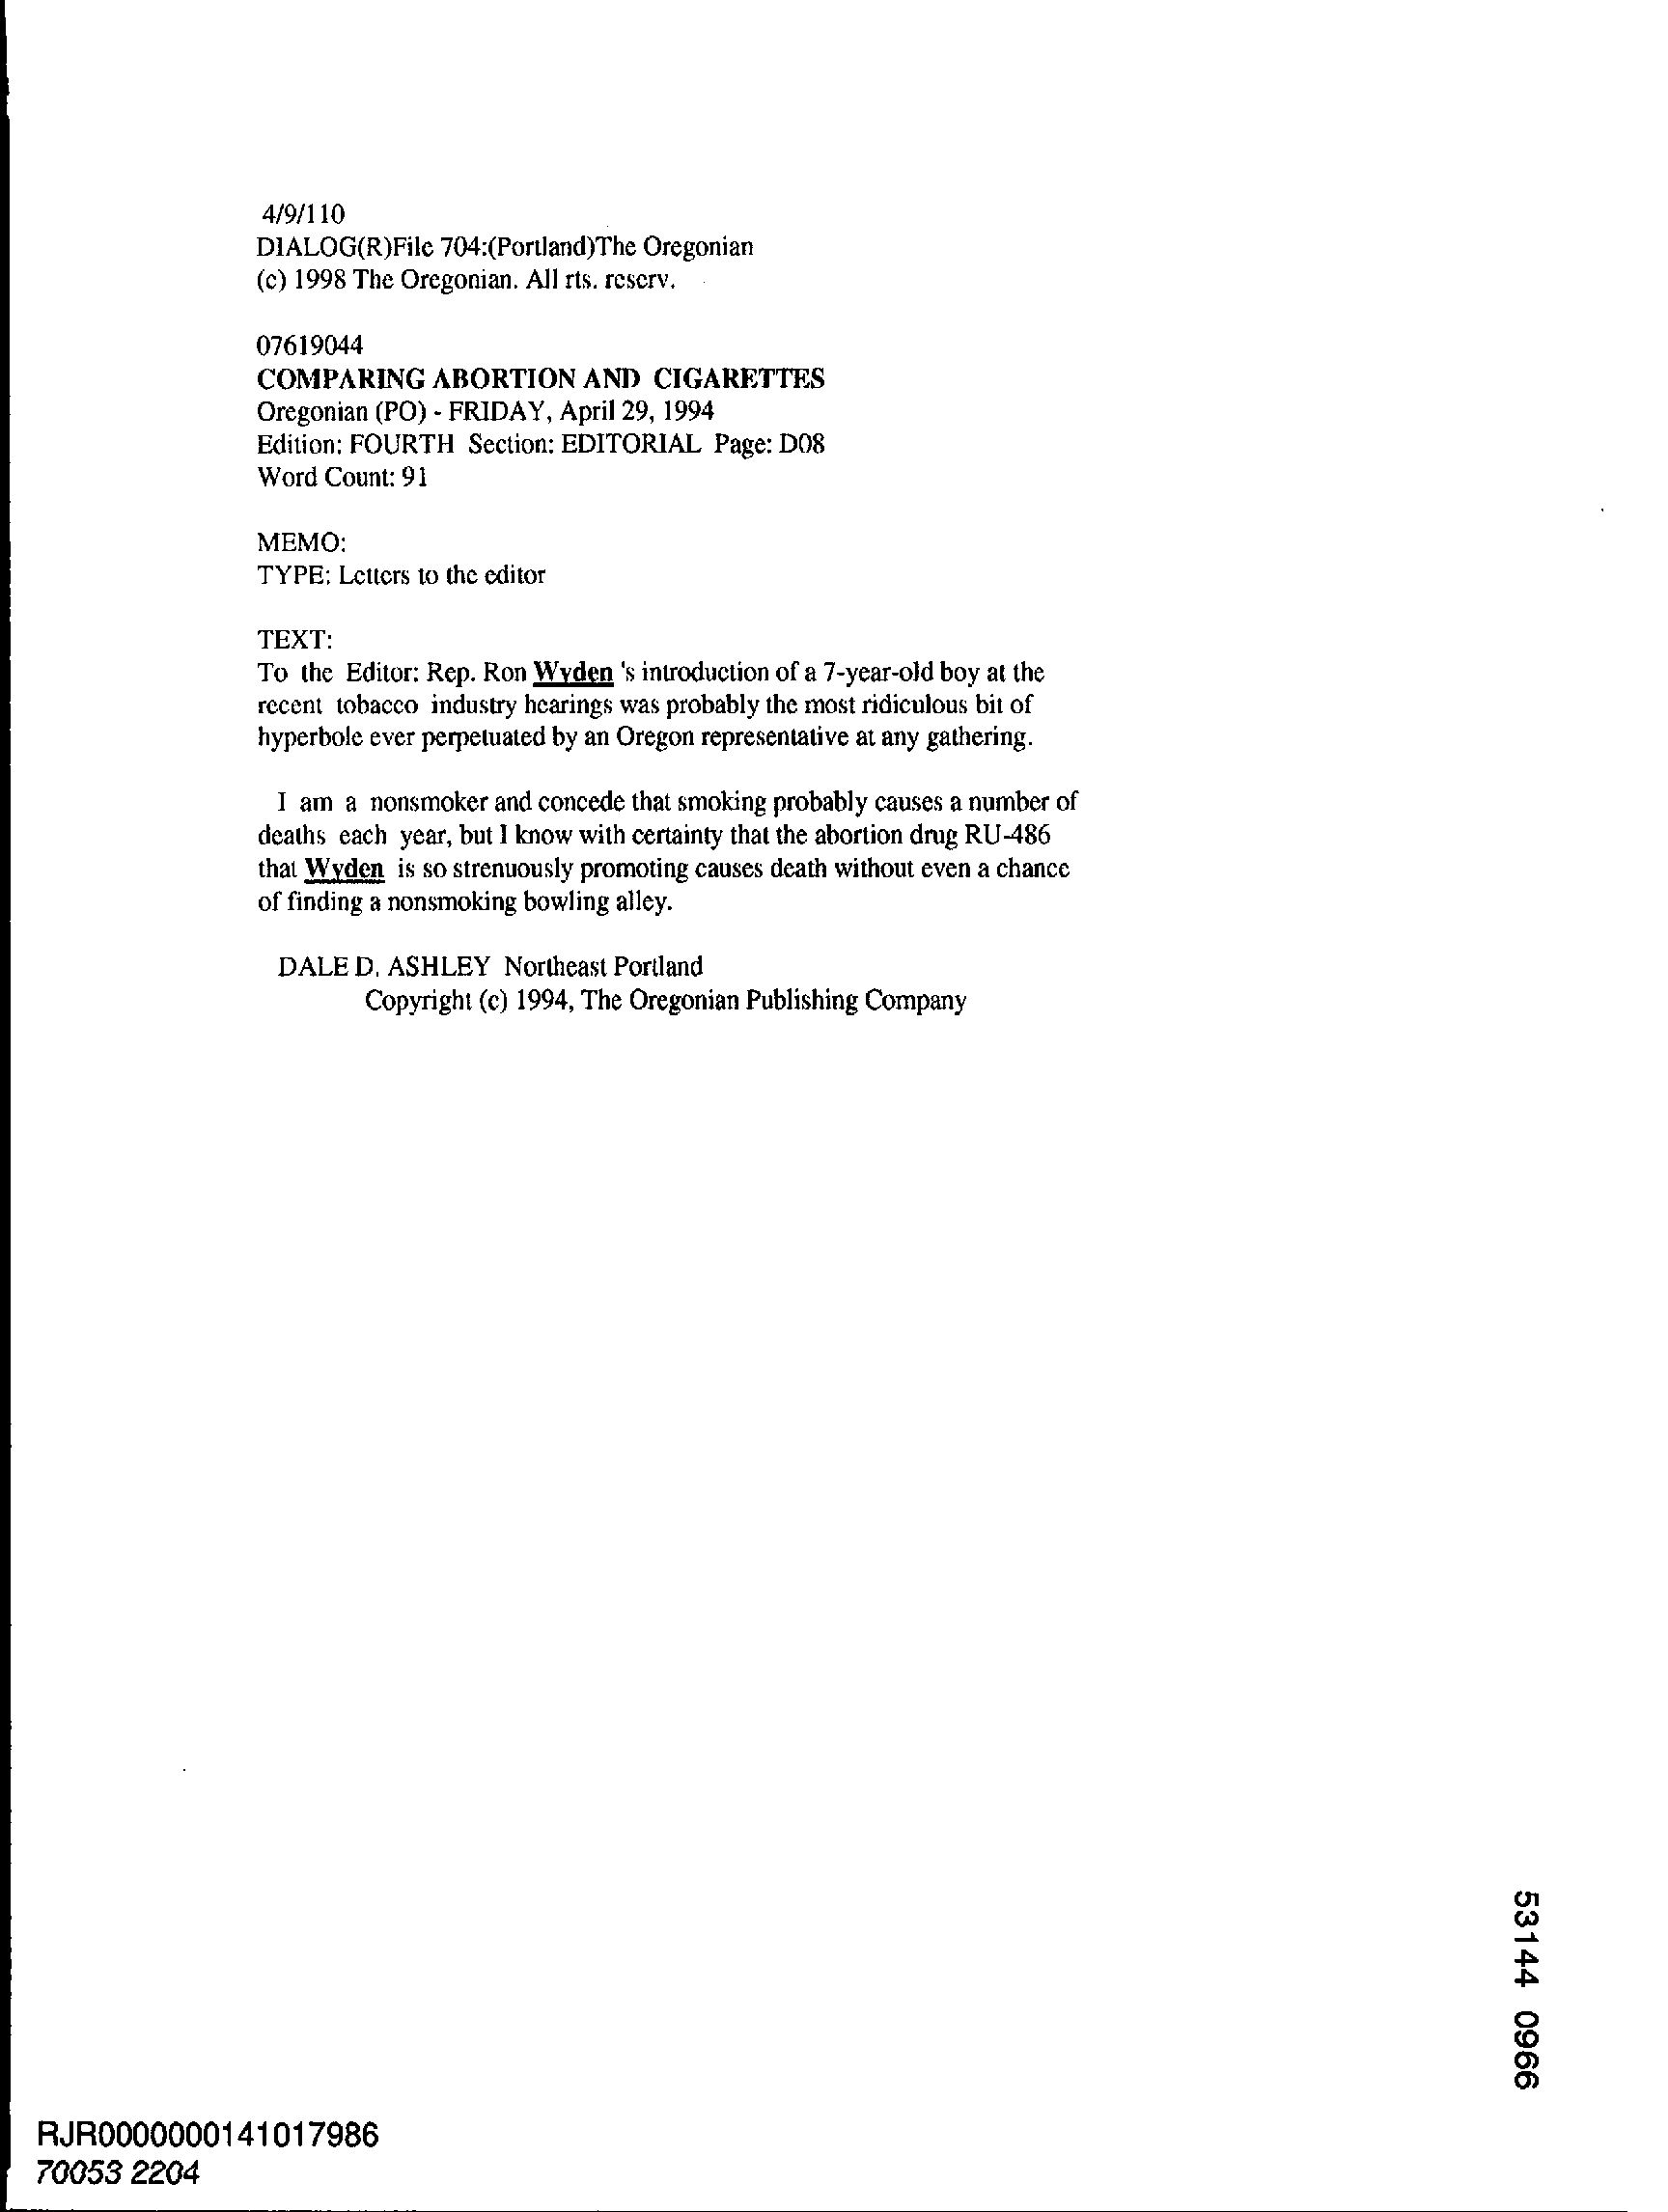 4/9/110
DIALOG(R)File 704:(Portland)The Oregonian
(c) 1998 The Oregonian. All rts. reserv.
07619044
COMPARING ABORTION AND CIGARETTES
Oregonian (PO) - FRIDAY, April 29, 1994
Edition: FOURTH Section: EDITORIAL Page: D08
Word Count: 91
MEMO:
TYPE: Letters to the editor
TEXT:
To the Editor: Rep. Ron Wyden 's introduction of a 7-year-old boy at the
recent tobacco industry hearings was probably the most ridiculous bit of
hyperbole ever perpetuated by an Oregon representative at any gathering.
I am a nonsmoker and concede that smoking probably causes a number of
deaths each year, but I know with certainty that the abortion drug RU-486
that Wyden is so strenuously promoting causes death without even a chance
of finding a nonsmoking bowling alley.
DALE D. ASHLEY Northeast Portland
Copyright (c) 1994, The Oregonian Publishing Company
53144 0966
RJR0000000141017986
70053 2204